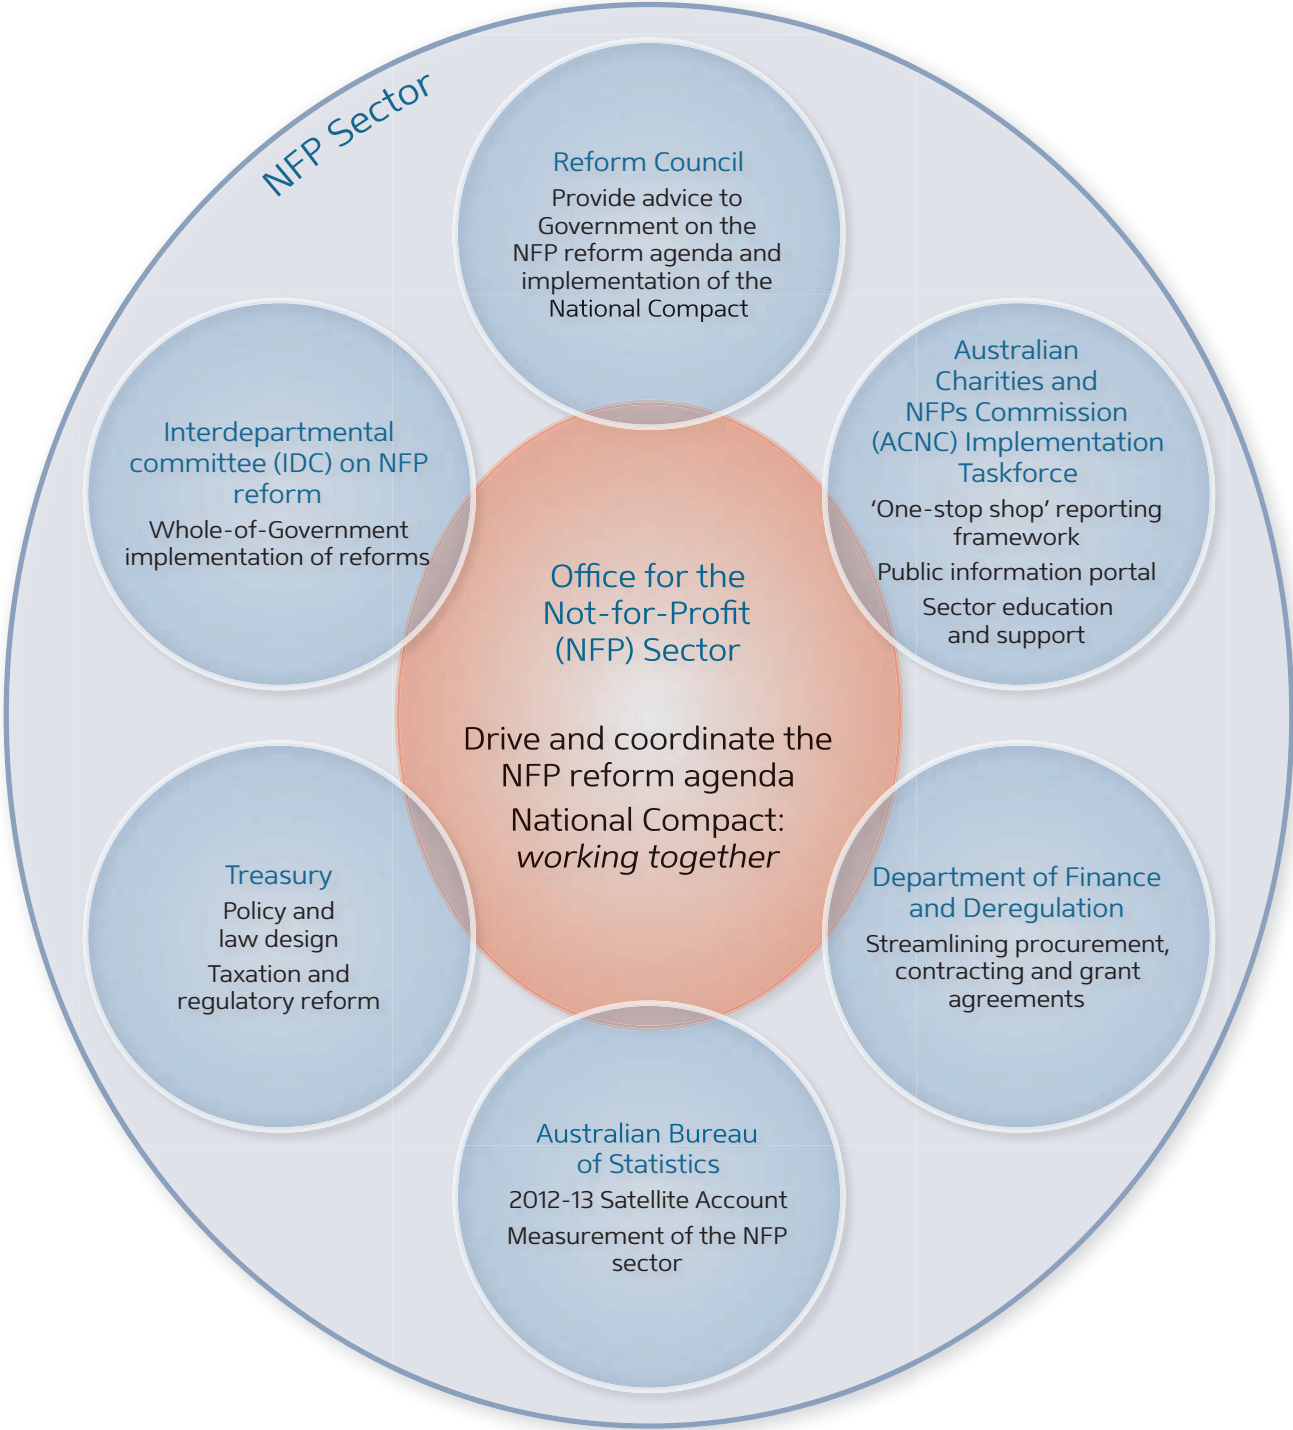 NFP Sector
Reform Council
Provide advice to
Government on the
NFP reform agenda and
implementation of the
National Compact
Australian
Charities and
NFPs Commission
(ACNC) Implementation
Taskforce
‘One-stop shop’ reporting
framework
Public information portal
Sector education
and support
Interdepartmental
committee (IDC) on NFP
reform
Whole-of-Government
implementation of reforms
Office for the
Not-for-Profit
(NFP) Sector
Drive and coordinate the
NFP reform agenda
National Compact:
working together
Treasury
Policy and
law design
Taxation and
regulatory reform
Department of Finance
and Deregulation
Streamlining procurement,
contracting and grant
agreements
Australian Bureau
of Statistics
2012-13 Satellite Account
Measurement of the NFP
sector